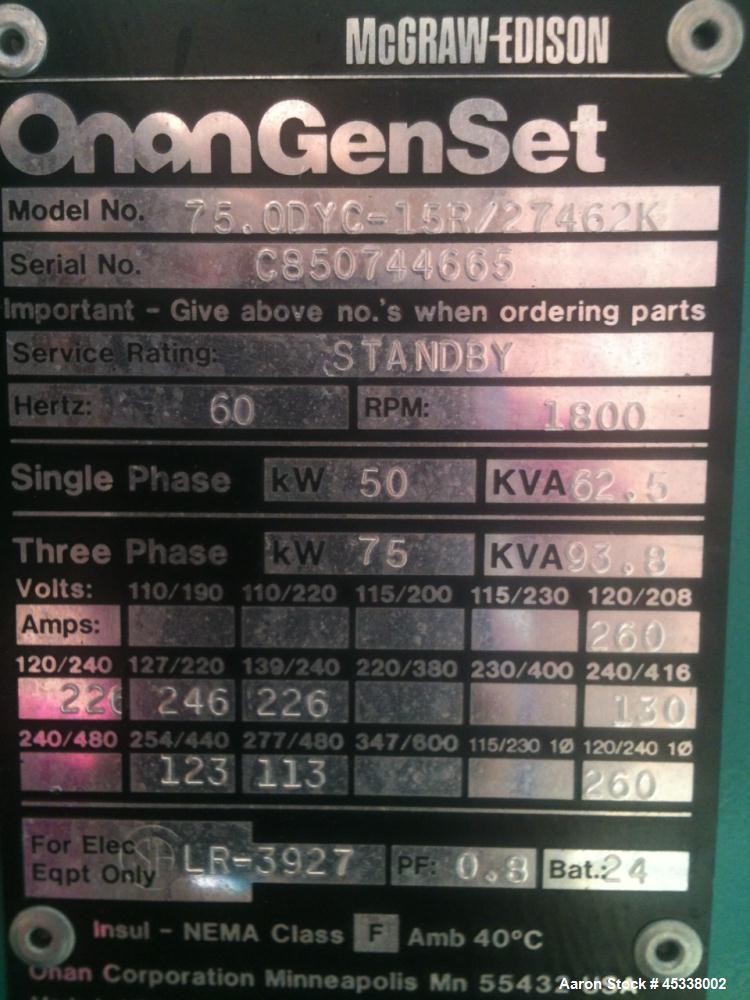 McGRAW-EDISON
Onan GenSet
Model No. 75.0DYC-15R/27462K
Serial No. C850744665
Important - Give above no.'s when ordering parts
Service Rating: STANDBY
Hertz: 60 RPM: 1800
Single Phase kW 50 KVA 62.5
Three Phase kW 75 KVA 93.8
Volts: 110/190 110/220 115/200 115/230 120/208
Amps: 260
120/240 127/220 139/240 220/380 230/400 240/416
226 246 226 130
240/480 254/440 277/480 347/600 115/230 1Ø 120/240 1Ø
123 113 260
For Elec SA LR-3927 PF: 0.8 Bat.: 24
Eqpt Only
Insul - NEMA Class F Amb 40°C
Onan Corporation Minneapolis Mn 55432 USA
Aaron Stock # 45338002